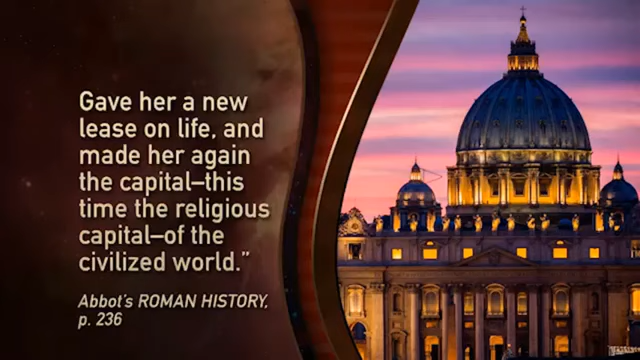 Gave her a new
lease on life, and
made her again
the capital–this
time the religious
capital–of the
civilized world.”
Abbot's ROMAN HISTORY,
p. 236